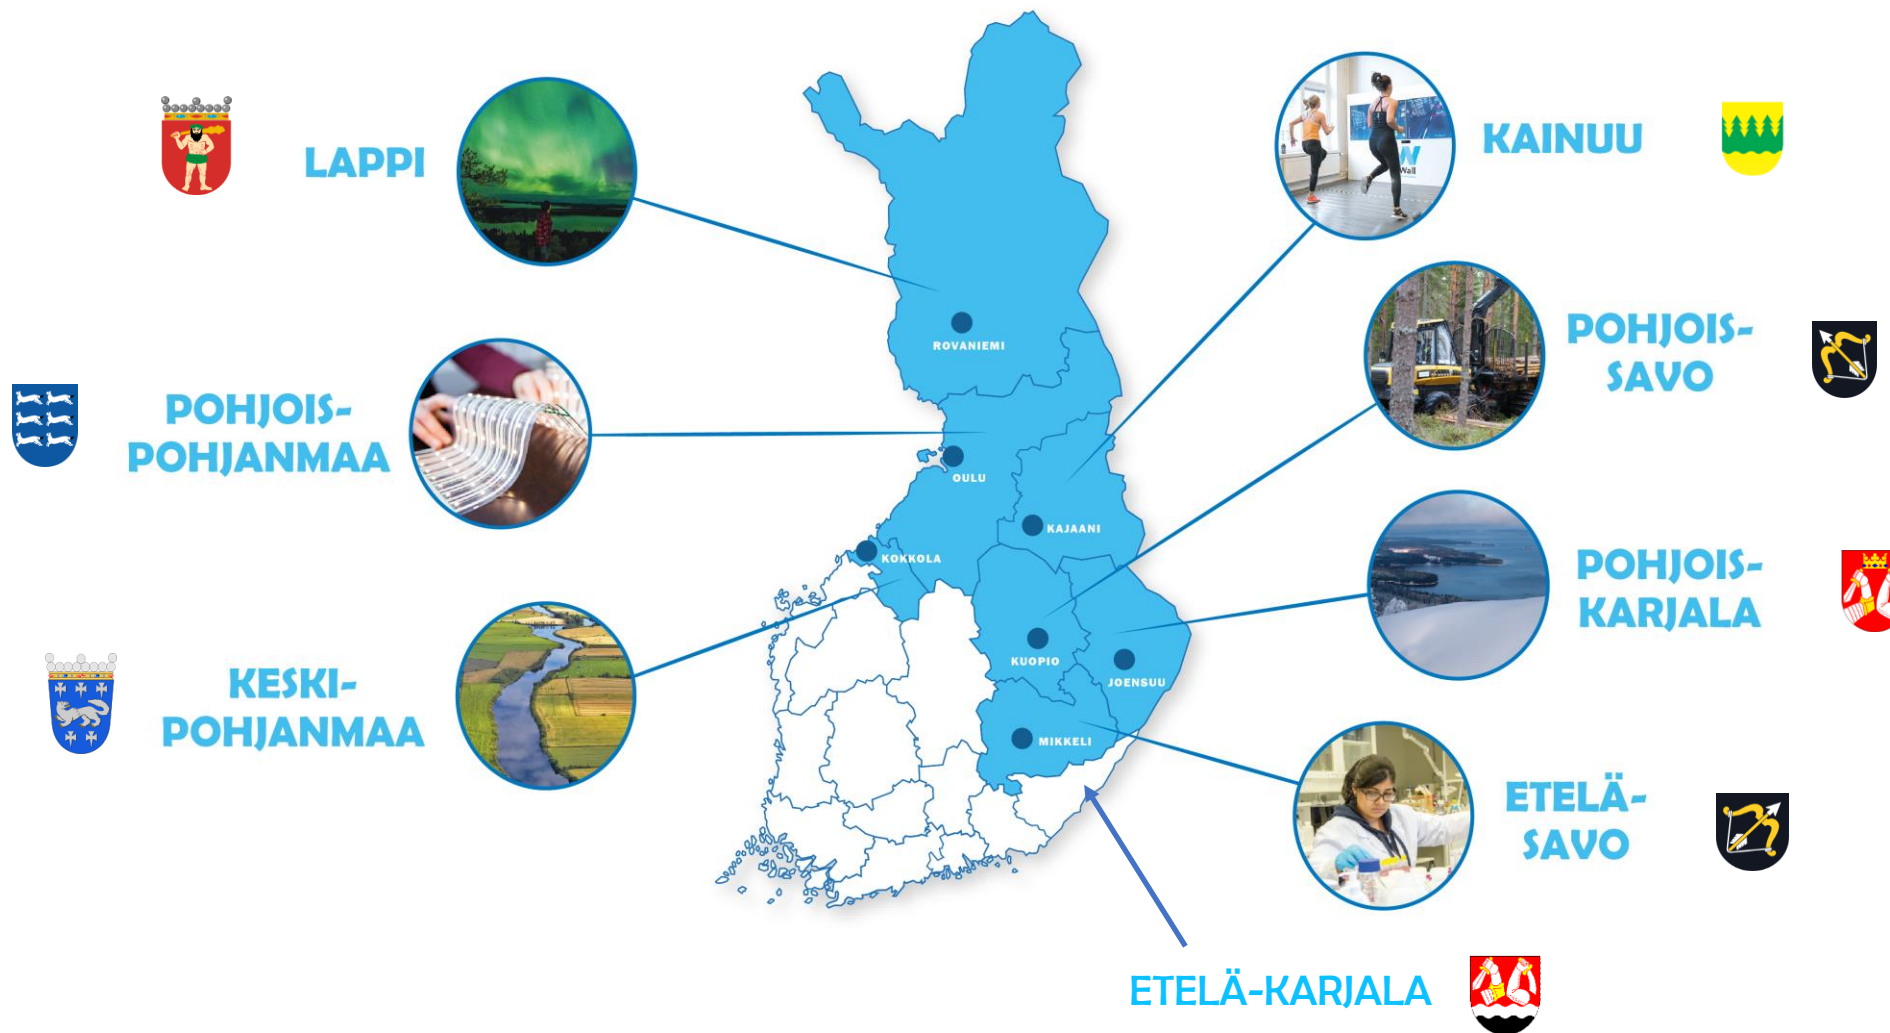 LAPPI
POHJOIS-
POHJANMAA
KESKI-
POHJANMAA
ROVANIEMI
OULU
KAJAANI
KOKKOLA
KUOPIO
JOENSUU
MIKKELI
KAINUU
W
Wall
POHJOIS-
SAVO
POHJOIS-
KARJALA
ETELÄ-
SAVO
ETELÄ-KARJALA